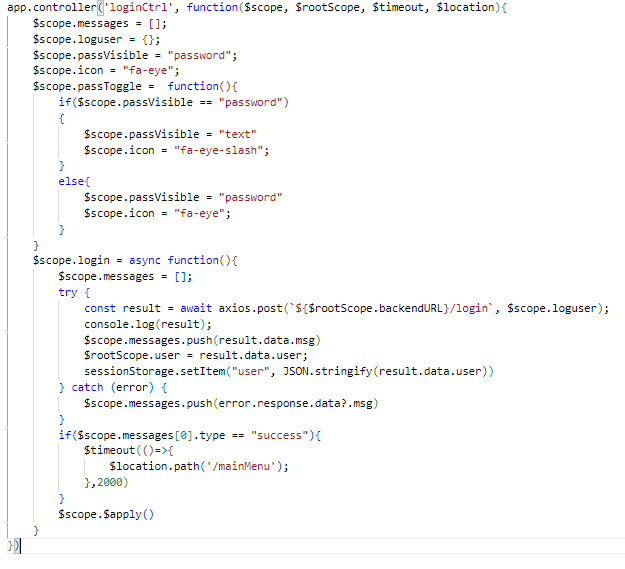 app.controller('loginCtrl', function($scope, $rootScope, $timeout, $location){
    $scope.messages = [];
    $scope.loguser = {};
    $scope.passVisible = "password";
    $scope.icon = "fa-eye";
    $scope.passToggle =  function(){
        if($scope.passVisible == "password")
        {
            $scope.passVisible = "text"
            $scope.icon = "fa-eye-slash";
        }
        else{
            $scope.passVisible = "password"
            $scope.icon = "fa-eye";
        }
    }
    $scope.login = async function(){
        $scope.messages = [];
        try {
            const result = await axios.post(`${$rootScope.backendURL}/login`, $scope.loguser);
            console.log(result);
            $scope.messages.push(result.data.msg)
            $rootScope.user = result.data.user;
            sessionStorage.setItem("user", JSON.stringify(result.data.user))
        } catch (error) {
            $scope.messages.push(error.response.data?.msg)
        }
        if($scope.messages[0].type == "success"){
            $timeout(()=>{
                $location.path('/mainMenu');
            },2000)
        }
        $scope.$apply()
    }
})